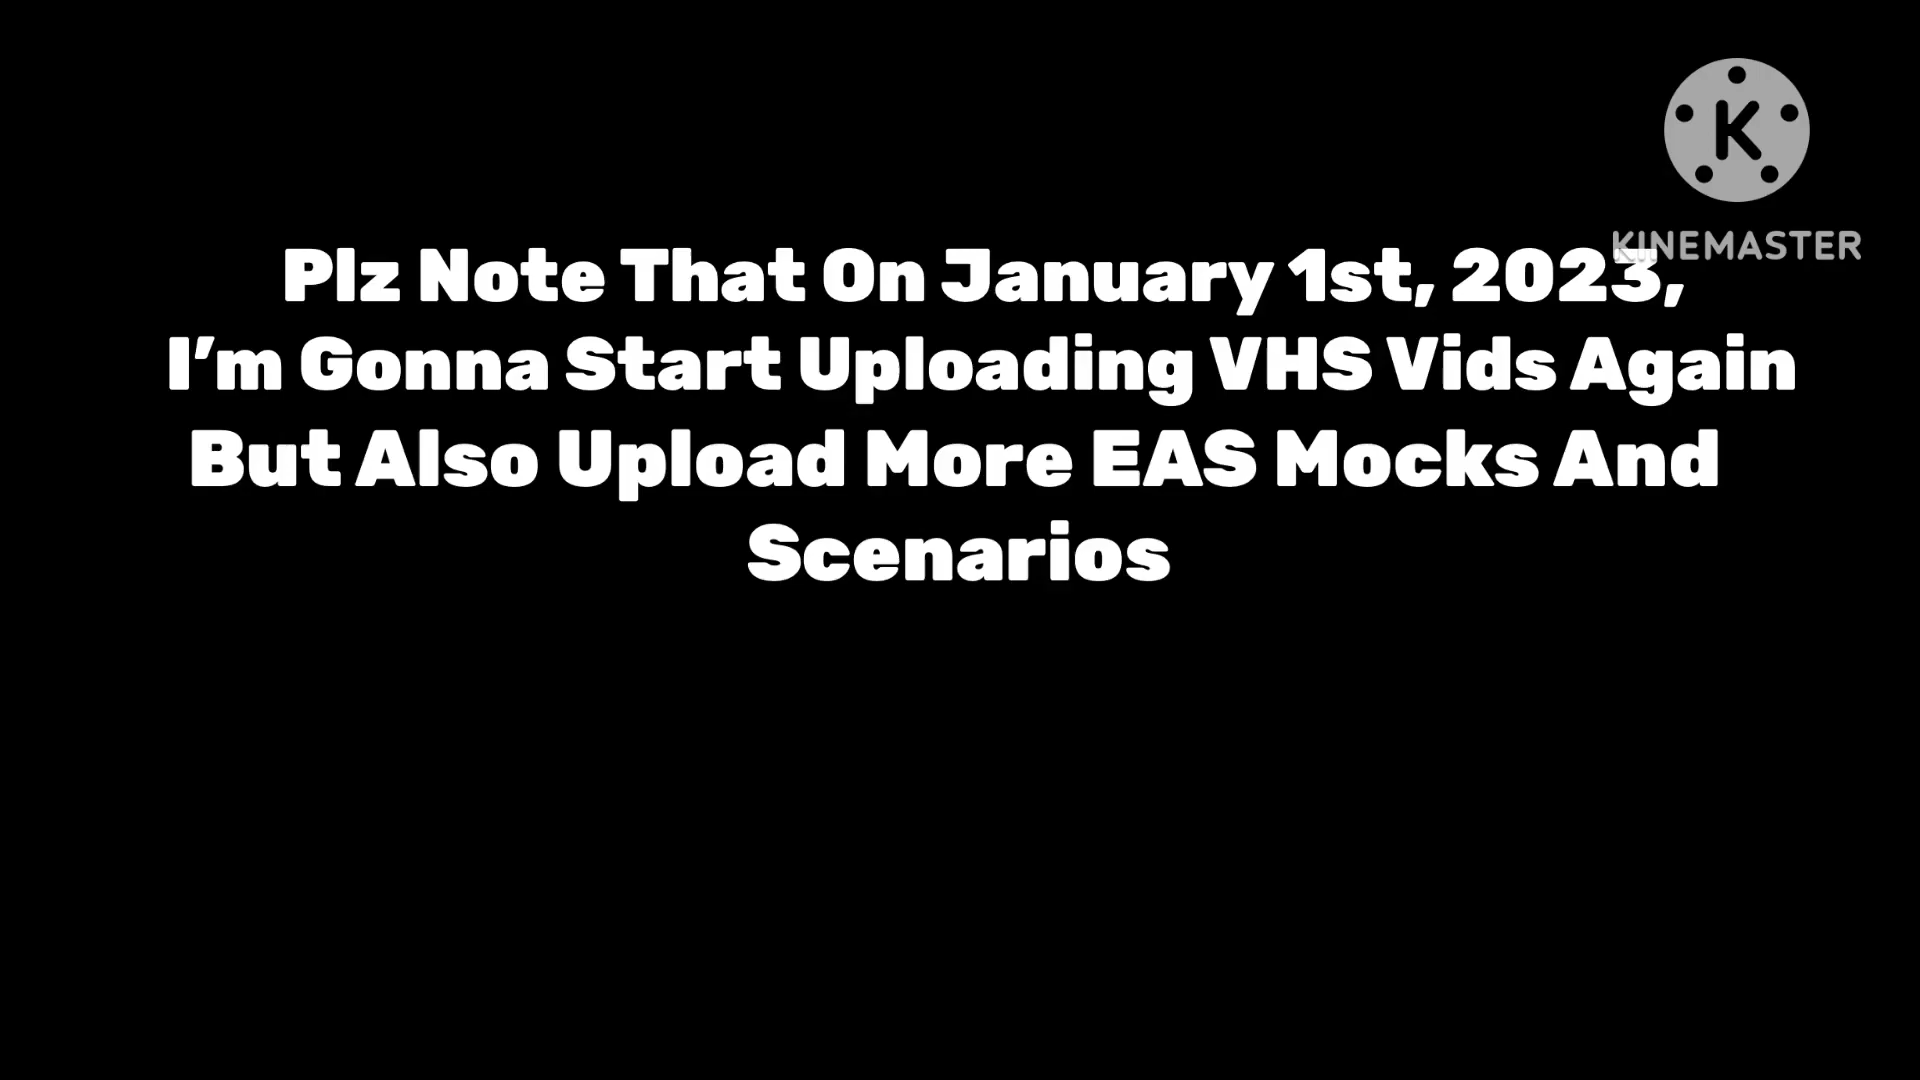 K
KINEMASTER
Plz Note That On January 1st, 2023,
I'm Gonna Start Uploading VHS Vids Again
But Also Upload More EAS Mocks And
Scenarios